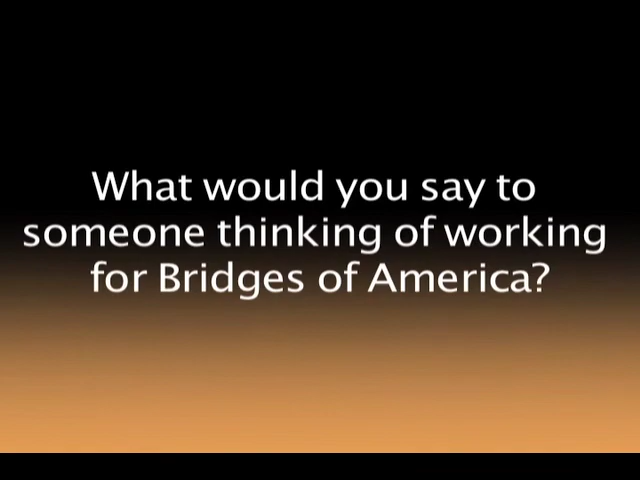 What would you say to
someone thinking of working
for Bridges of America?